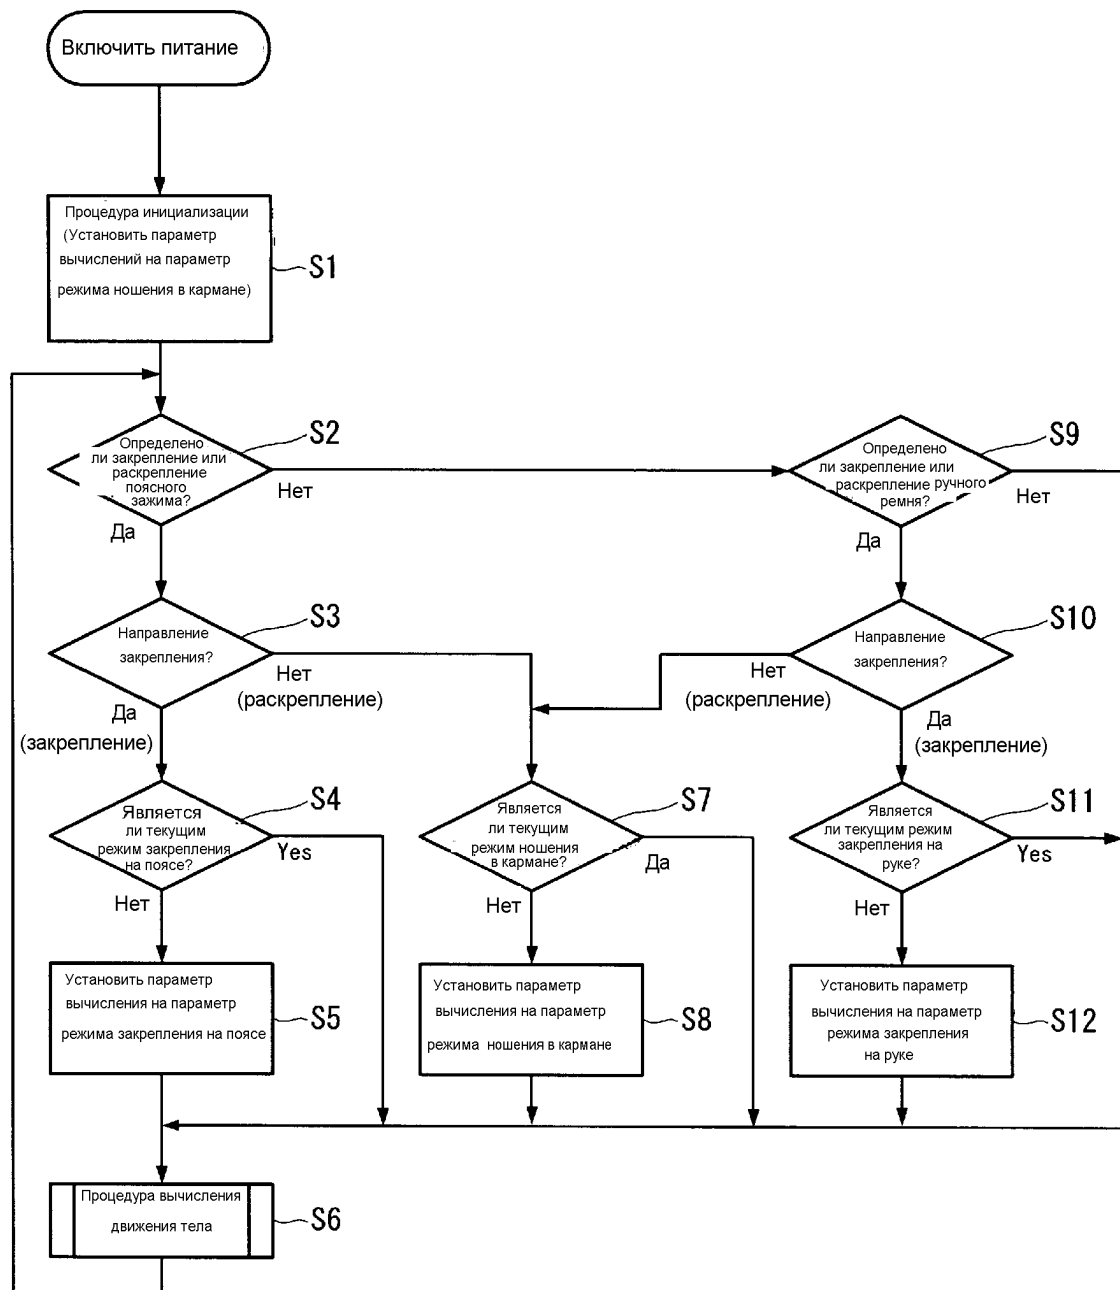 Включить питание
Процедура инициализации
(Установить параметр
вычислений на параметр
режима ношения в кармане)
S1
Определено
ли закрепление или
раскрепление
поясного
зажима?
S2
Нет
Да
Определено
ли закрепление или
раскрепление ручного
ремня?
S9
Нет
Да
Направление
закрепления?
S3
Нет
(раскрепление)
Да
(закрепление)
Направление
закрепления?
S10
Нет
(раскрепление)
Да
(закрепление)
Является
ли текущим
режим закрепления
на поясе?
S4
Yes
Нет
Является
ли текущим
режим ношения
в кармане?
S7
Да
Нет
Является
ли текущим режим
закрепления на
руке?
S11
Yes
Нет
Установить параметр
вычисления на параметр
режима закрепления на поясе
S5
Установить параметр
вычисления на параметр
режима ношения в кармане
S8
Установить параметр
вычисления на параметр
режима закрепления
на руке
S12
Процедура вычисления
движения тела
S6